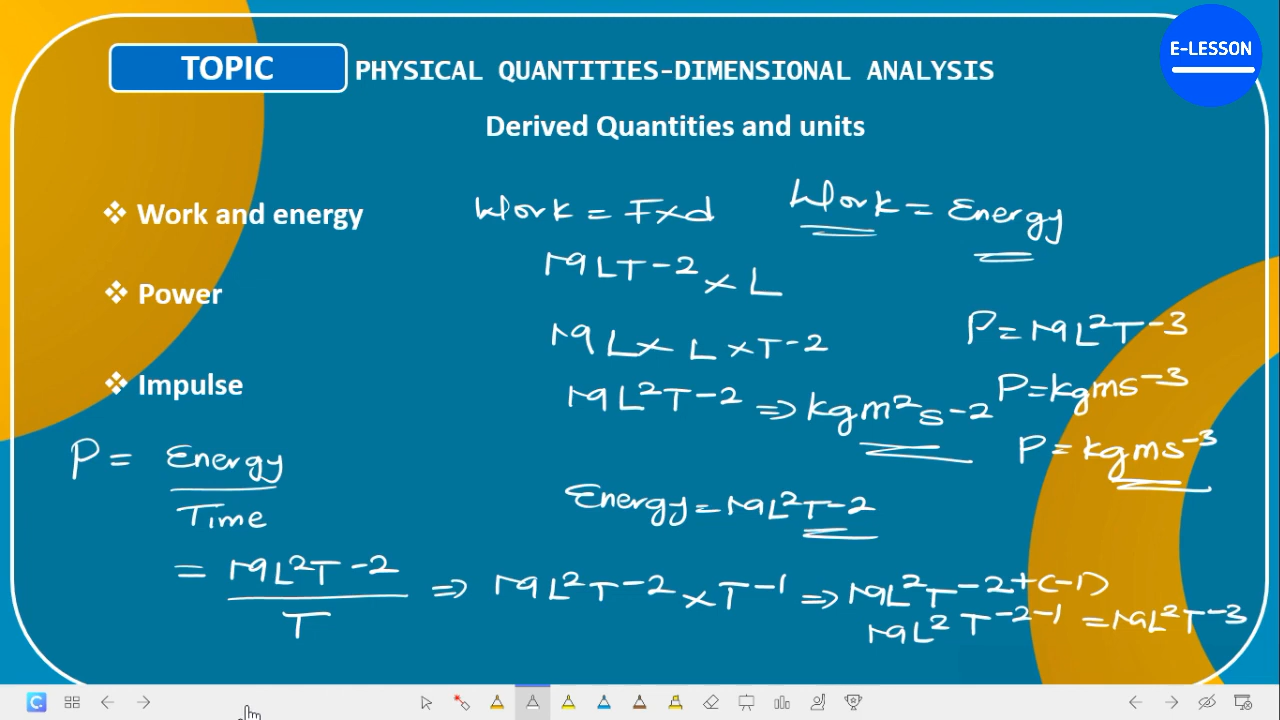 E-LESSON
TOPIC PHYSICAL QUANTITIES-DIMENSIONAL ANALYSIS
Derived Quantities and units
❖ Work and energy
❖ Power
❖ Impulse
Work = F×d
MLT-2 × L
ML × L × T-2
ML²T-2 ⇒ kgm²s-2
Work = Energy
P = ML²T-3
P=kgms-3
P = kgms-3
Energy = ML²T-2
P = Energy
Time
= ML²T-2
T
⇒ ML²T-2 × T-1 ⇒ ML²T-2+(-1)
ML² T-2-1 = ML²T-3